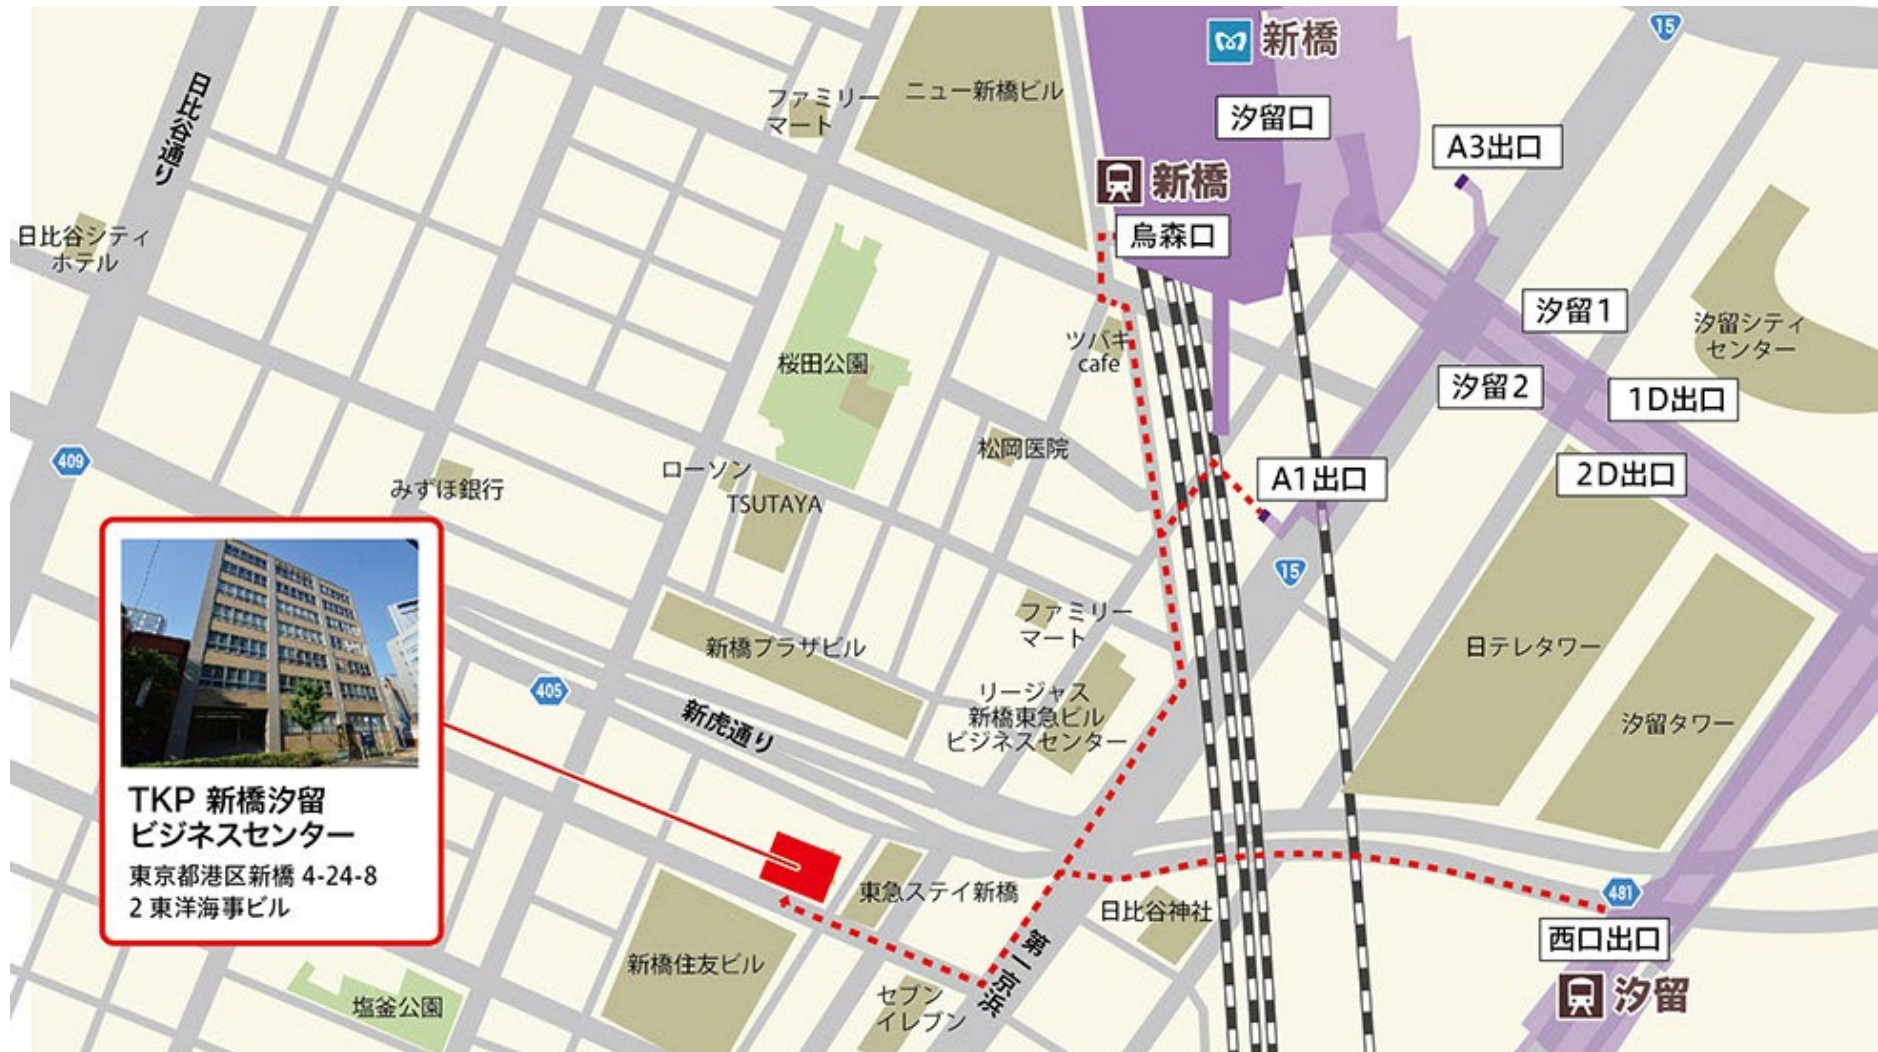 15
新橋
ニュー新橋ビル
ファミリー
マート
汐留口
A3出口
日比谷通り
新橋
烏森口
日比谷シティ
ホテル
汐留1
汐留シティ
センター
ツバキ
cafe
桜田公園
汐留2
1D出口
松岡医院
409
みずほ銀行
ローソン
TSUTAYA
A1出口
2D出口
15
ファミリー
マート
新橋プラザビル
日テレタワー
405
新虎通り
リージャス
新橋東急ビル
ビジネスセンター
汐留タワー
TKP 新橋汐留
ビジネスセンター
東京都港区新橋 4-24-8
2 東洋海事ビル
東急ステイ新橋
日比谷神社
481
西口出口
第一京浜
新橋住友ビル
塩釜公園
セブン
イレブン
汐留